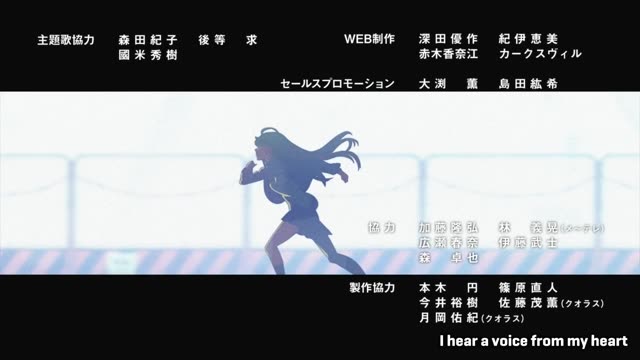 主題歌協力 森田紀子 後等 求
國米秀樹
WEB制作 深田優作 紀伊恵美
赤木香奈江 カークスヴィル
セールスプロモーション 大渕 薫 島田紘希
協力 加藤隆弘 林 義晃(メ〜テレ)
広瀬春奈 伊藤武士
森 卓也
製作協力 本木 円 篠原直人
今井裕樹 佐藤茂薫(クオラス)
月岡佑紀(クオラス)
I hear a voice from my heart